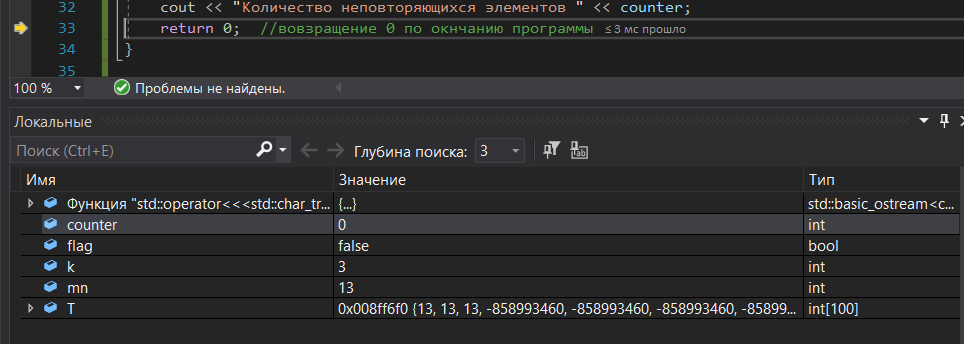 32 cout << "Количество неповторяющихся элементов " << counter;
33 return 0; //вовзращение 0 по окнчанию программы ≤ 3 мс прошло
34 }
35
100 % Проблемы не найдены.
Локальные
Поиск (Ctrl+E) Глубина поиска: 3
Имя Значение Тип
Функция "std::operator<<<std::char_tr... {...} std::basic_ostream<c...
counter 0 int
flag false bool
k 3 int
mn 13 int
T 0x008ff6f0 {13, 13, 13, -858993460, -858993460, -858993460, -85899... int[100]